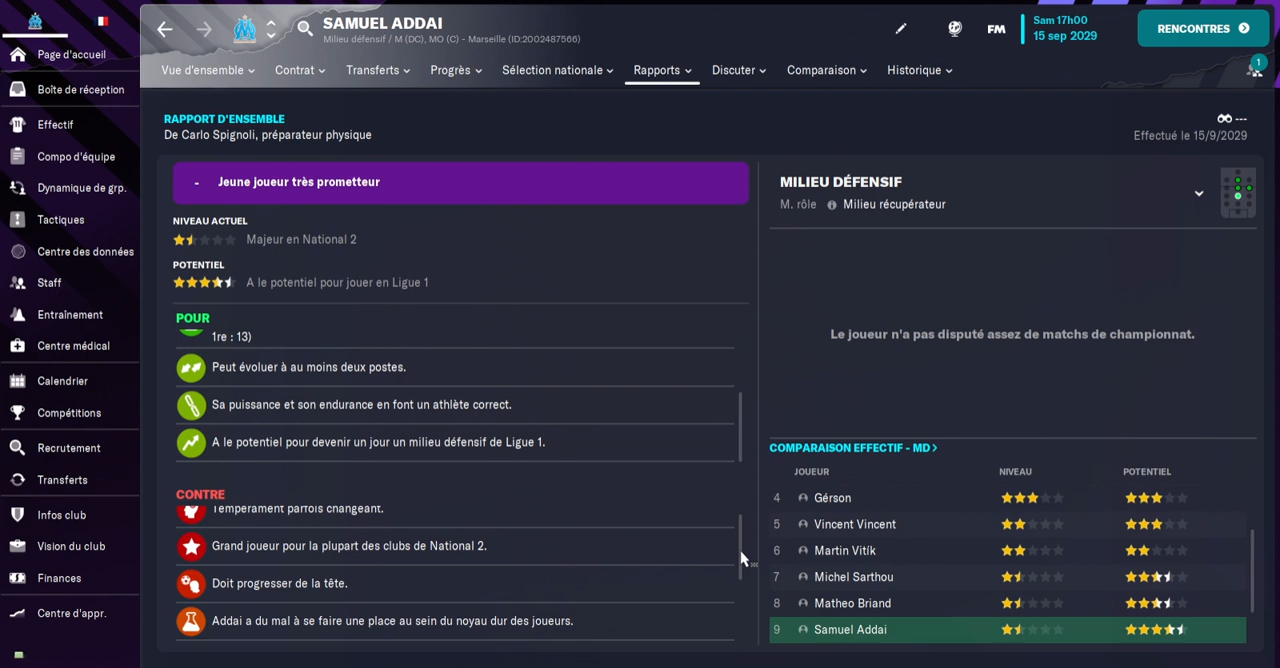 SAMUEL ADDAI
Milieu défensif / M (DC), MO (C) - Marseille (ID:2002487566)
FM
Sam 17h00
15 sep 2029
RENCONTRES
1
Vue d'ensemble
Contrat
Transferts
Progrès
Sélection nationale
Rapports
Discuter
Comparaison
Historique
Page d'accueil
Boîte de réception
Effectif
Compo d'équipe
Dynamique de grp.
Tactiques
Centre des données
Staff
Entraînement
Centre médical
Calendrier
Compétitions
Recrutement
Transferts
Infos club
Vision du club
Finances
Centre d'appr.
RAPPORT D'ENSEMBLE
De Carlo Spignoli, préparateur physique
---
Effectué le 15/9/2029
- Jeune joueur très prometteur
NIVEAU ACTUEL
Majeur en National 2
POTENTIEL
A le potentiel pour jouer en Ligue 1
POUR
1re : 13)
Peut évoluer à au moins deux postes.
Sa puissance et son endurance en font un athlète correct.
A le potentiel pour devenir un jour un milieu défensif de Ligue 1.
CONTRE
Tempérament parfois changeant.
Grand joueur pour la plupart des clubs de National 2.
Doit progresser de la tête.
Addai a du mal à se faire une place au sein du noyau dur des joueurs.
MILIEU DÉFENSIF
M. rôle Milieu récupérateur
Le joueur n'a pas disputé assez de matchs de championnat.
COMPARAISON EFFECTIF - MD >
JOUEUR NIVEAU POTENTIEL
4 Gérson
5 Vincent Vincent
6 Martin Vitík
7 Michel Sarthou
8 Matheo Briand
9 Samuel Addai